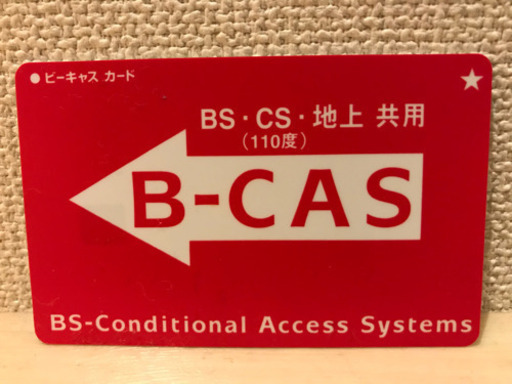 ● ビーキャス カード
BS・CS・地上 共用
(110度)
B-CAS
BS-Conditional Access Systems